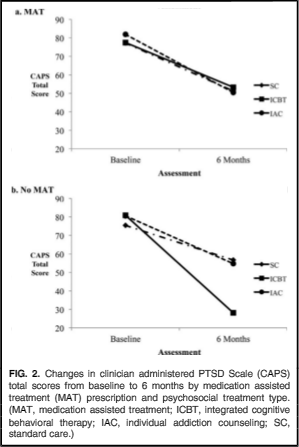 a. MAT
90
80
70
CAPS 60
Total
Score 50
40
30
20
Baseline 6 Months
Assessment
SC
ICBT
IAC
b. No MAT
90
80
70
CAPS 60
Total
Score 50
40
30
20
Baseline 6 Months
Assessment
SC
ICBT
IAC
FIG. 2. Changes in clinician administered PTSD Scale (CAPS)
total scores from baseline to 6 months by medication assisted
treatment (MAT) prescription and psychosocial treatment type.
(MAT, medication assisted treatment; ICBT, integrated cognitive
behavioral therapy; IAC, individual addiction counseling; SC,
standard care.)